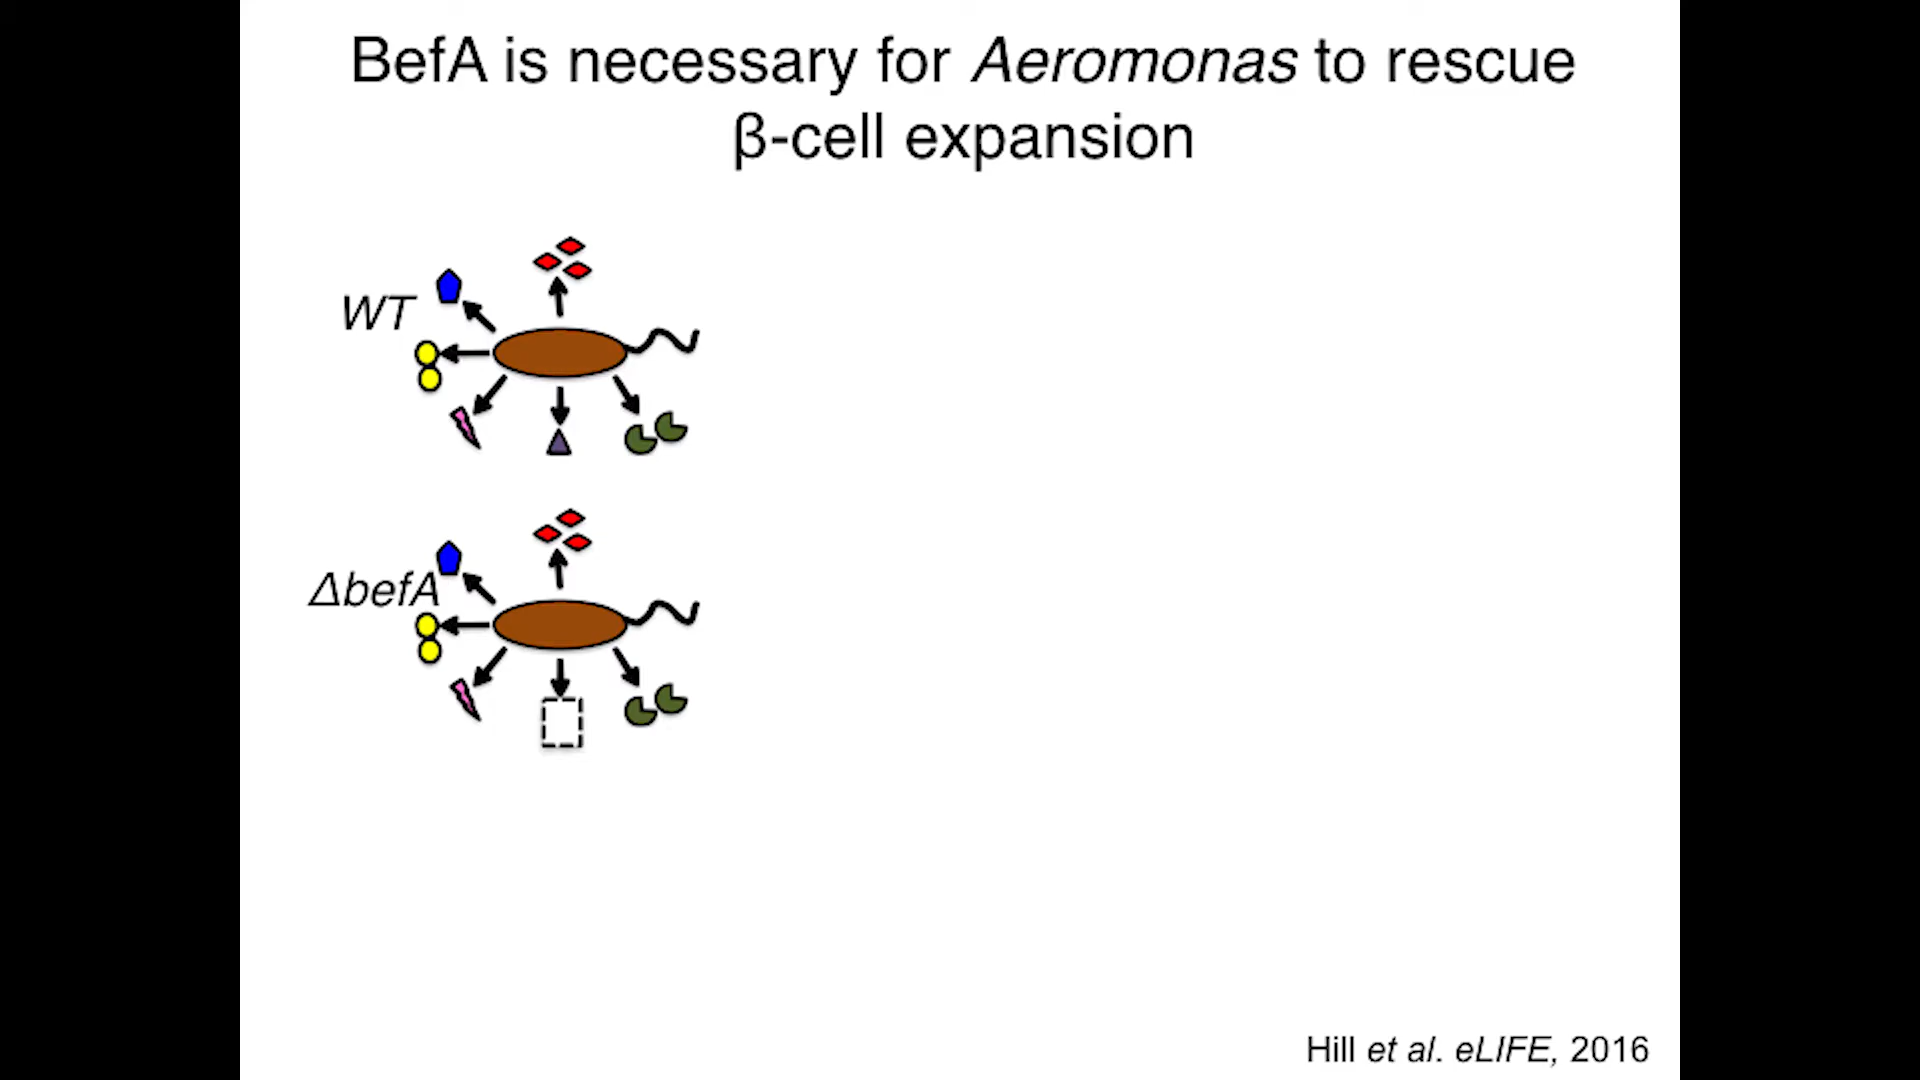 BefA is necessary for Aeromonas to rescue
β-cell expansion
WT
ΔbefA
Hill et al. eLIFE, 2016